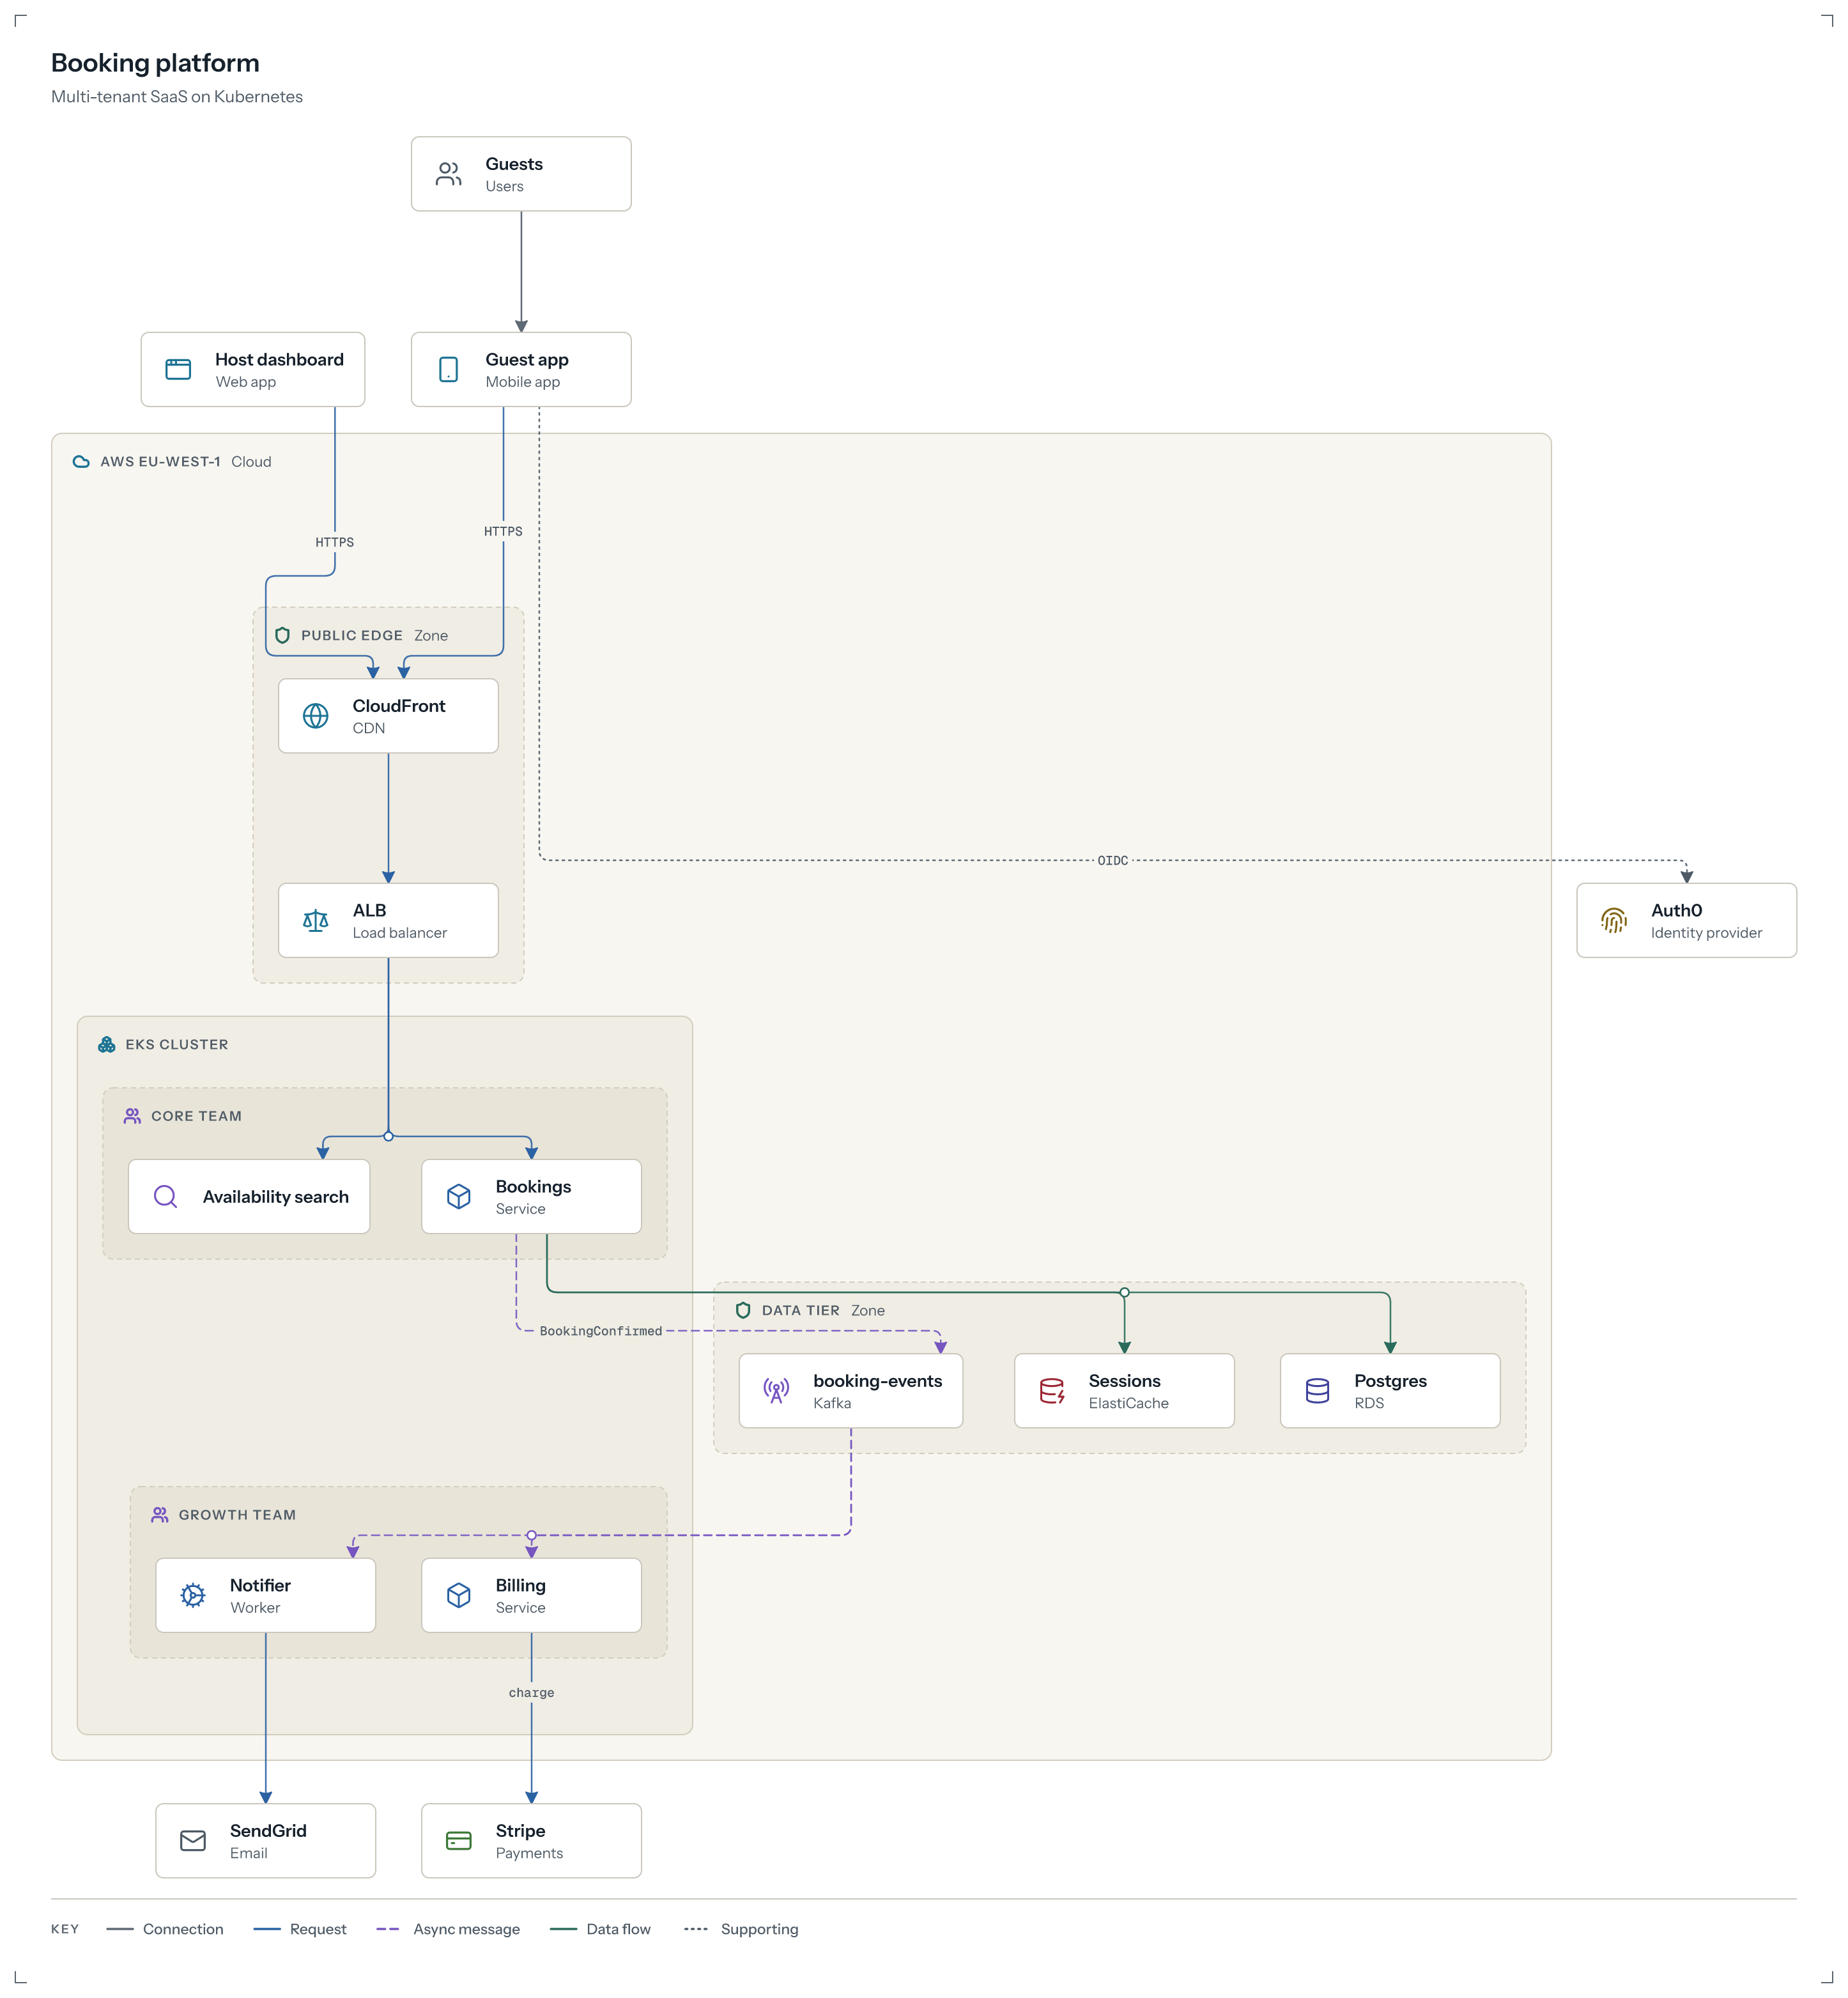 Booking platform
Multi-tenant SaaS on Kubernetes
Guests
Users
Host dashboard
Web app
Guest app
Mobile app
AWS EU-WEST-1 Cloud
HTTPS
HTTPS
PUBLIC EDGE Zone
CloudFront
CDN
OIDC
ALB
Load balancer
Auth0
Identity provider
EKS CLUSTER
CORE TEAM
Availability search
Bookings
Service
DATA TIER Zone
BookingConfirmed
booking-events
Kafka
Sessions
ElastiCache
Postgres
RDS
GROWTH TEAM
Notifier
Worker
Billing
Service
charge
SendGrid
Email
Stripe
Payments
KEY Connection Request Async message Data flow Supporting